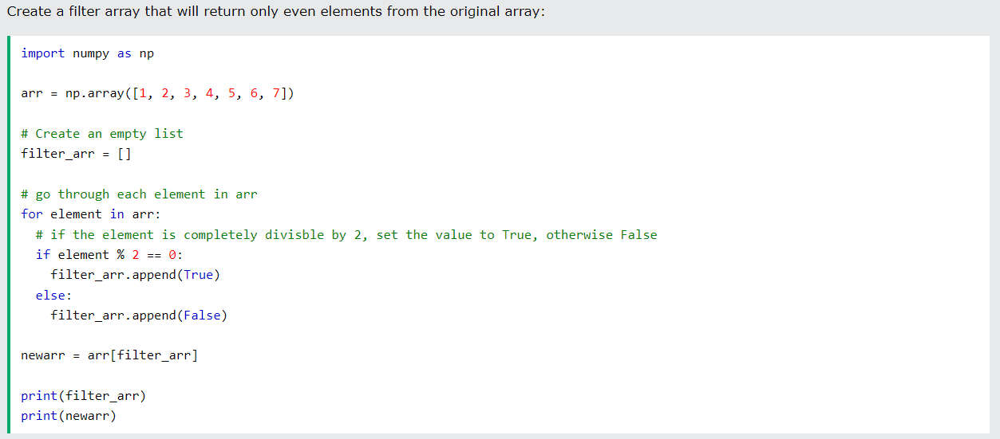 Create a filter array that will return only even elements from the original array:
import numpy as np
arr = np.array([1, 2, 3, 4, 5, 6, 7])
# Create an empty list
filter_arr = []
# go through each element in arr
for element in arr:
  # if the element is completely divisble by 2, set the value to True, otherwise False
  if element % 2 == 0:
    filter_arr.append(True)
  else:
    filter_arr.append(False)
newarr = arr[filter_arr]
print(filter_arr)
print(newarr)